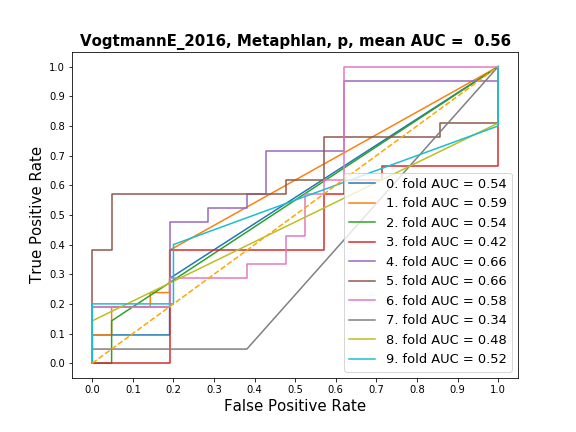 VogtmannE_2016, Metaphlan, p, mean AUC =  0.56
True Positive Rate
1.0
0.9
0.8
0.7
0.6
0.5
0.4
0.3
0.2
0.1
0.0
0. fold AUC = 0.54
1. fold AUC = 0.59
2. fold AUC = 0.54
3. fold AUC = 0.42
4. fold AUC = 0.66
5. fold AUC = 0.66
6. fold AUC = 0.58
7. fold AUC = 0.34
8. fold AUC = 0.48
9. fold AUC = 0.52
0.0 0.1 0.2 0.3 0.4 0.5 0.6 0.7 0.8 0.9 1.0
False Positive Rate